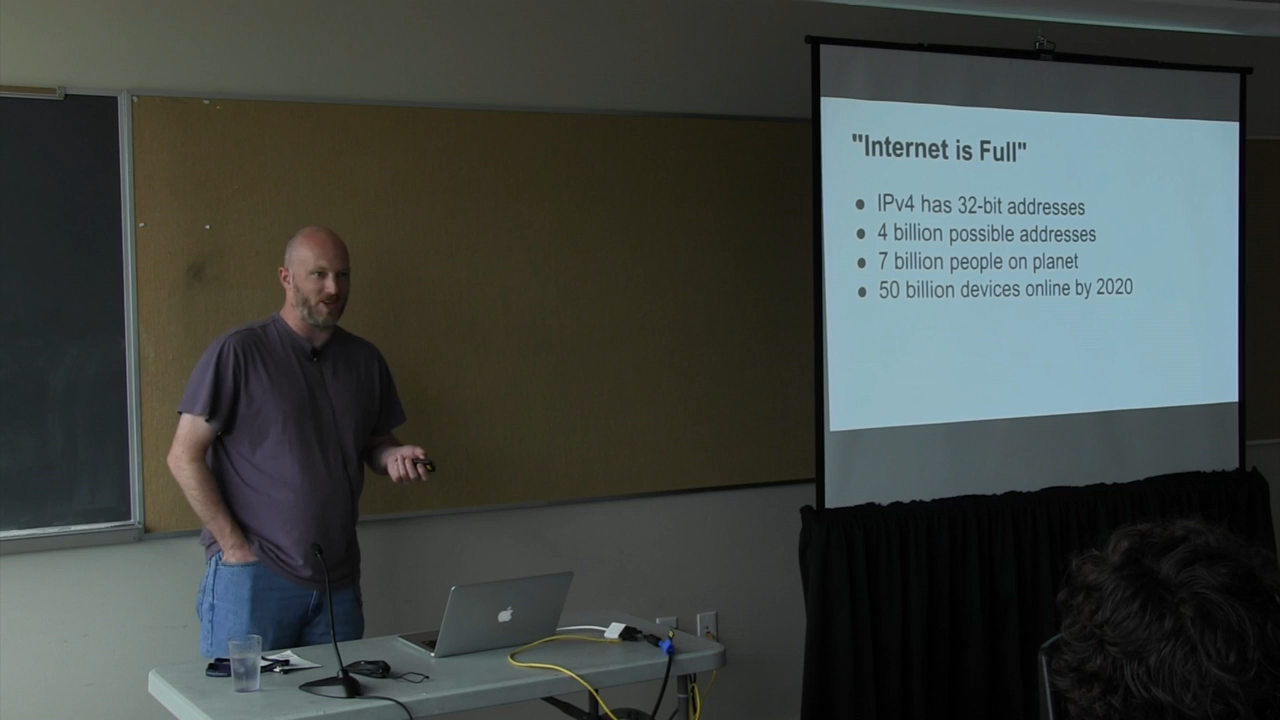 "Internet is Full"
● IPv4 has 32-bit addresses
● 4 billion possible addresses
● 7 billion people on planet
● 50 billion devices online by 2020